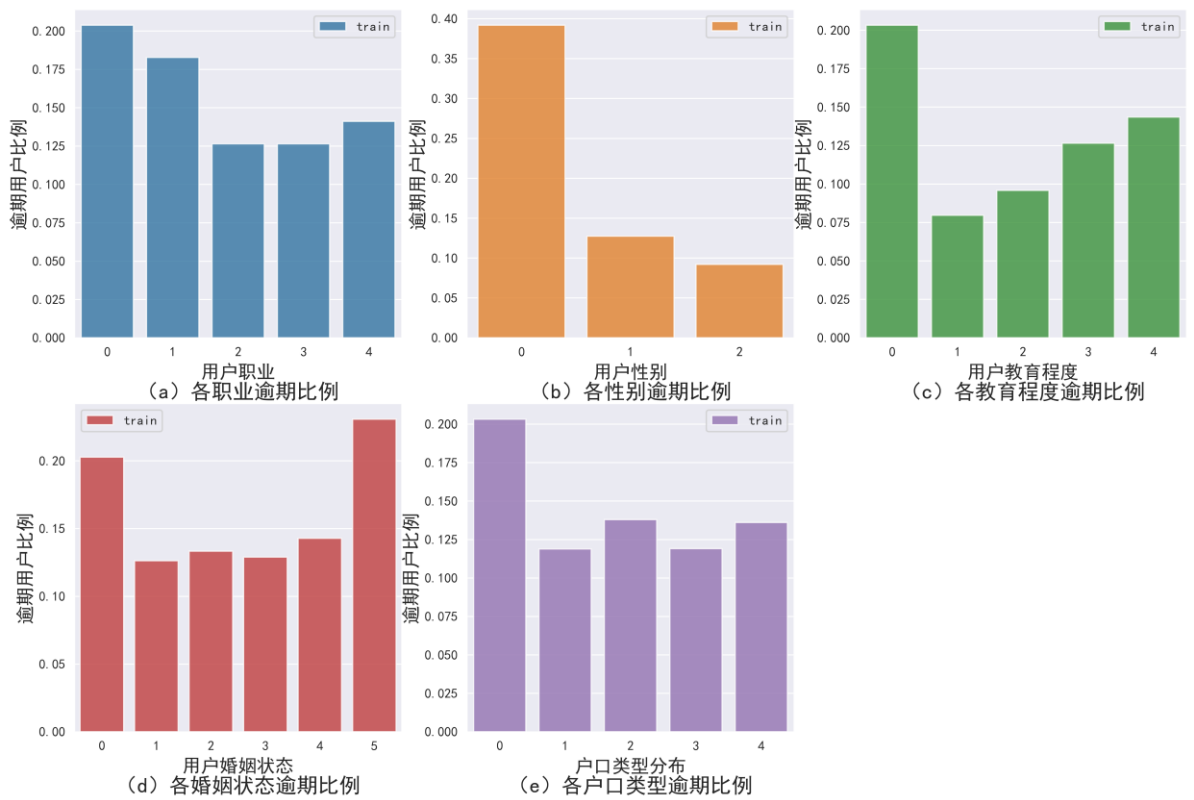 train
0.200
0.175
0.150
0.125
0.100
0.075
0.050
0.025
0.000
逾期用户比例
0 1 2 3 4
用户职业
（a）各职业逾期比例
train
0.40
0.35
0.30
0.25
0.20
0.15
0.10
0.05
0.00
逾期用户比例
0 1 2
用户性别
（b）各性别逾期比例
train
0.200
0.175
0.150
0.125
0.100
0.075
0.050
0.025
0.000
逾期用户比例
0 1 2 3 4
用户教育程度
（c）各教育程度逾期比例
train
0.20
0.15
0.10
0.05
0.00
逾期用户比例
0 1 2 3 4 5
用户婚姻状态
（d）各婚姻状态逾期比例
train
0.200
0.175
0.150
0.125
0.100
0.075
0.050
0.025
0.000
逾期用户比例
0 1 2 3 4
户口类型分布
（e）各户口类型逾期比例